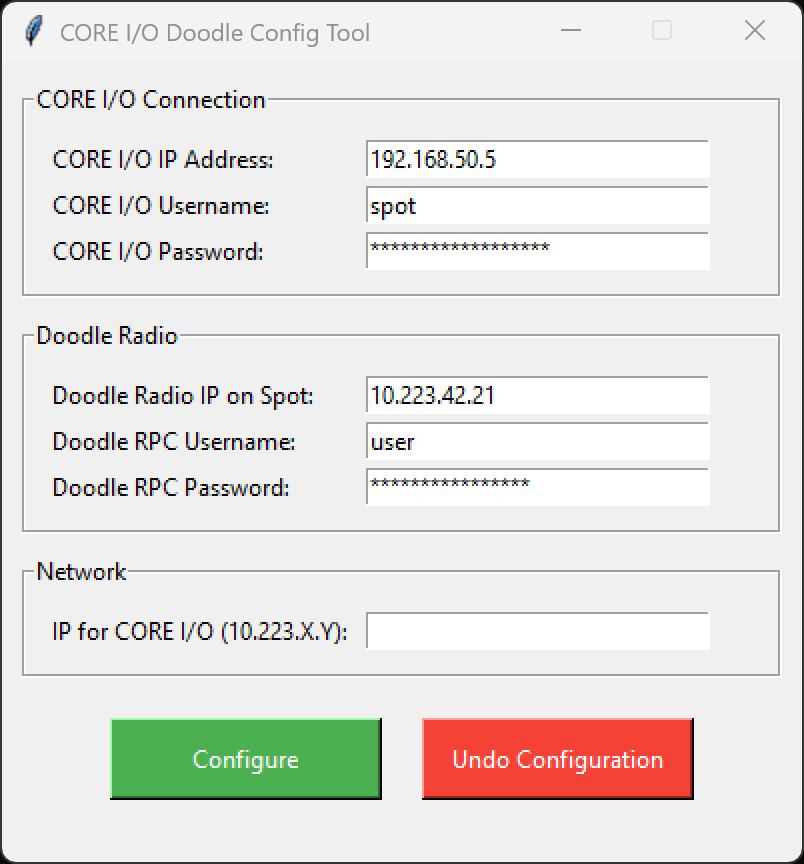 CORE I/O Doodle Config Tool
CORE I/O Connection
CORE I/O IP Address: 192.168.50.5
CORE I/O Username: spot
CORE I/O Password: ******************
Doodle Radio
Doodle Radio IP on Spot: 10.223.42.21
Doodle RPC Username: user
Doodle RPC Password: ****************
Network
IP for CORE I/O (10.223.X.Y):
Configure Undo Configuration